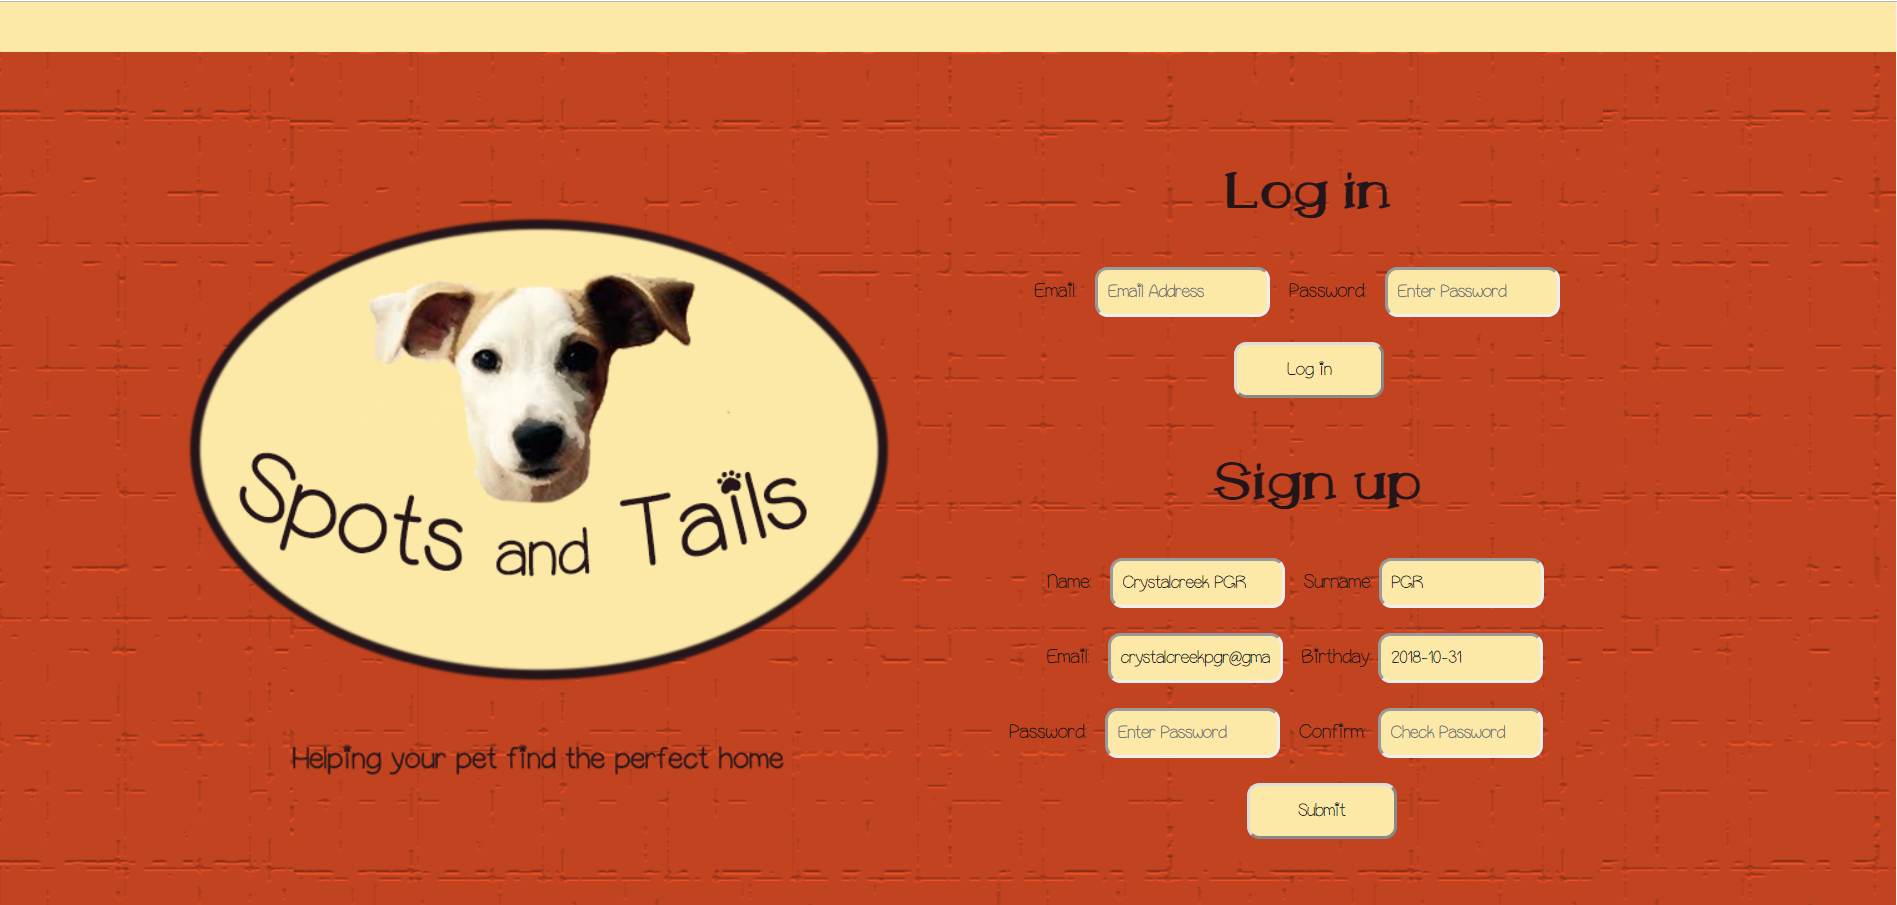 Spots and Tails
Helping your pet find the perfect home
Log in
Email: Email Address Password: Enter Password
Log in
Sign up
Name: Crystalcreek PGR Surname: PGR
Email: crystalcreekpgr@gma Birthday: 2018-10-31
Password: Enter Password Confirm: Check Password
Submit